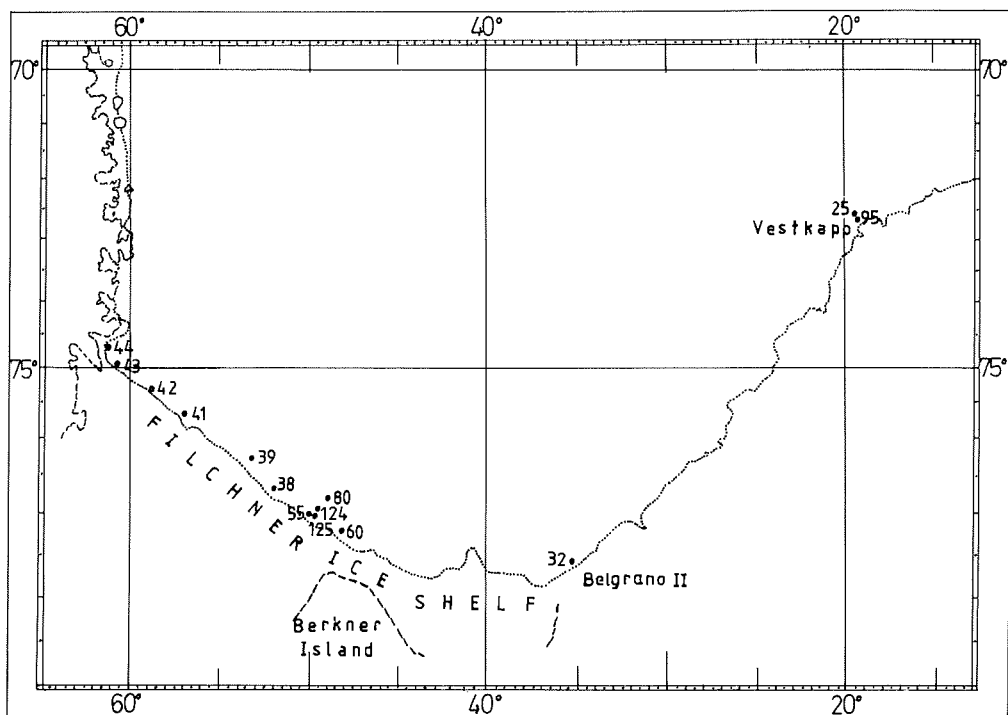 60° 40° 20°
70° 70°
25 95
Vestkapp
44
75° 43 75°
42
41
39
38
80
55 124
125 60
32
Belgrano II
FILCHNER ICE SHELF
Berkner
Island
60° 40° 20°